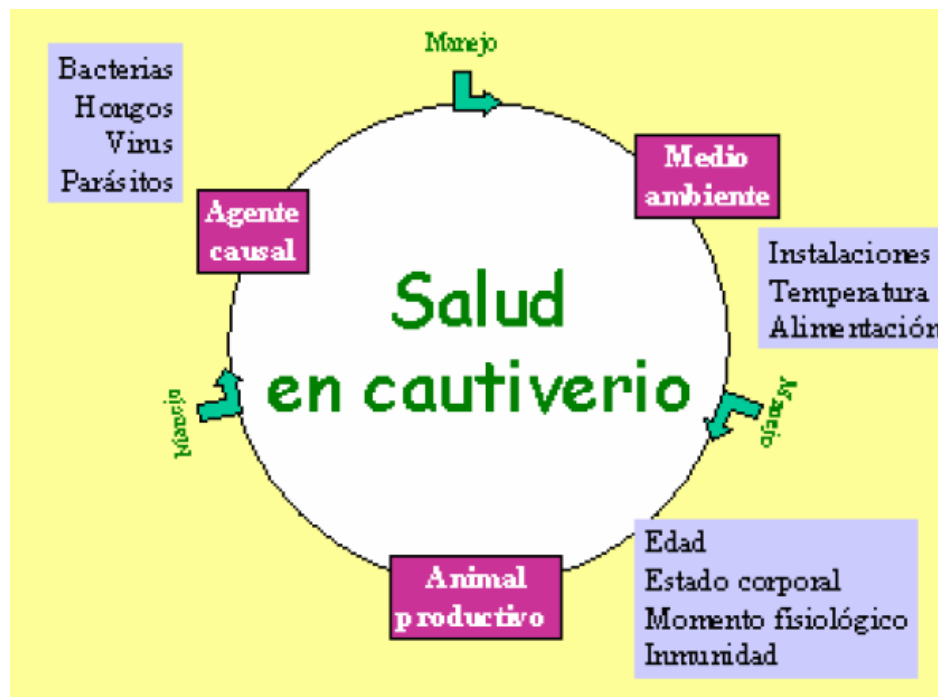 Manejo
Bacterias
Hongos
Virus
Parásitos
Agente
causal
Medio
ambiente
Instalaciones
Temperatura
Alimentación
Salud
en cautiverio
Manejo
Manejo
Animal
productivo
Edad
Estado corporal
Momento fisiológico
Inmunidad